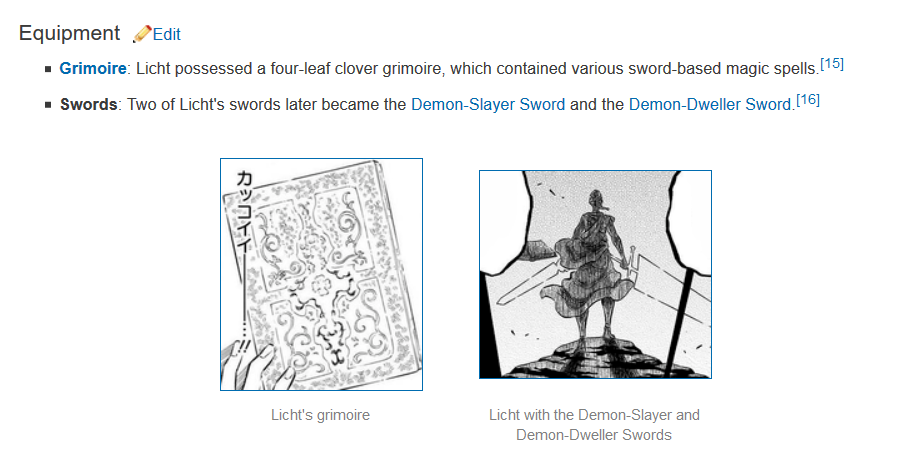 Equipment Edit
Grimoire: Licht possessed a four-leaf clover grimoire, which contained various sword-based magic spells.[15]
Swords: Two of Licht's swords later became the Demon-Slayer Sword and the Demon-Dweller Sword.[16]
カッコイイ――…!!
Licht's grimoire
Licht with the Demon-Slayer and
Demon-Dweller Swords